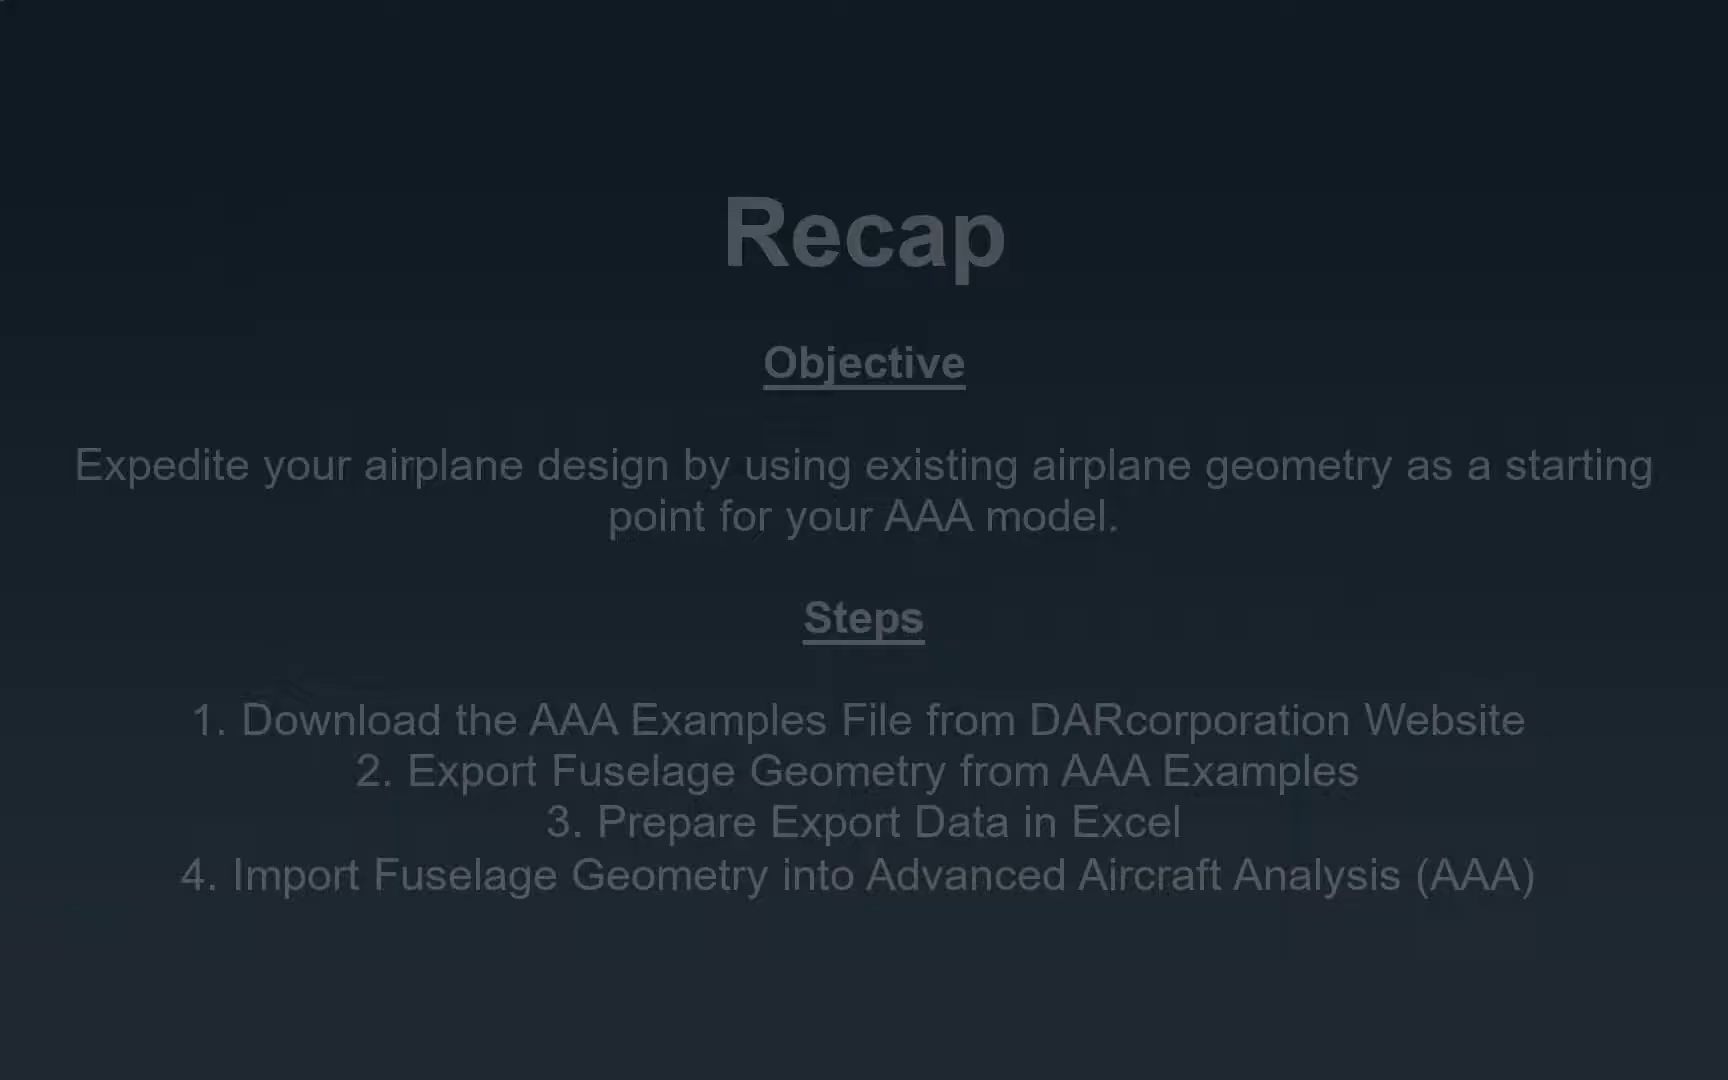 Recap
Objective
Expedite your airplane design by using existing airplane geometry as a starting
point for your AAA model.
Steps
1. Download the AAA Examples File from DARcorporation Website
2. Export Fuselage Geometry from AAA Examples
3. Prepare Export Data in Excel
4. Import Fuselage Geometry into Advanced Aircraft Analysis (AAA)